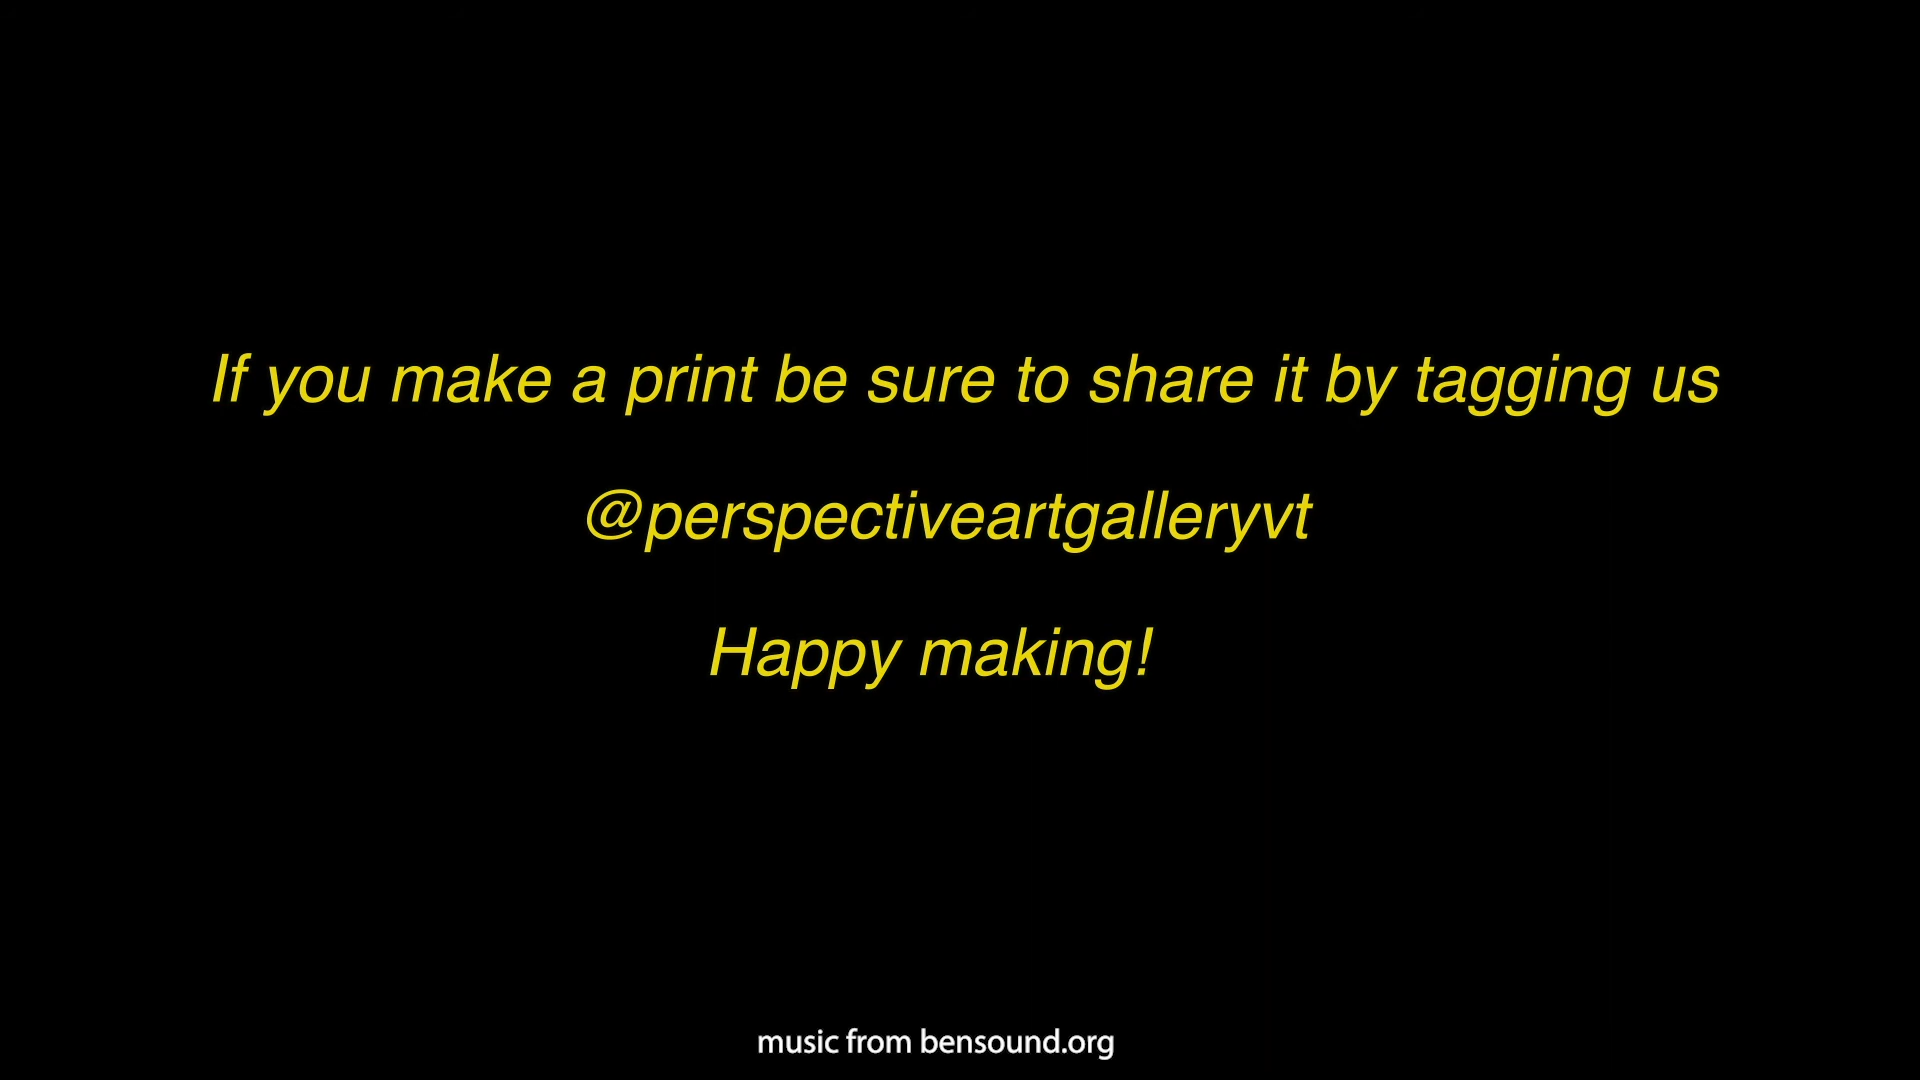 If you make a print be sure to share it by tagging us
@perspectiveartgalleryvt
Happy making!
music from bensound.org